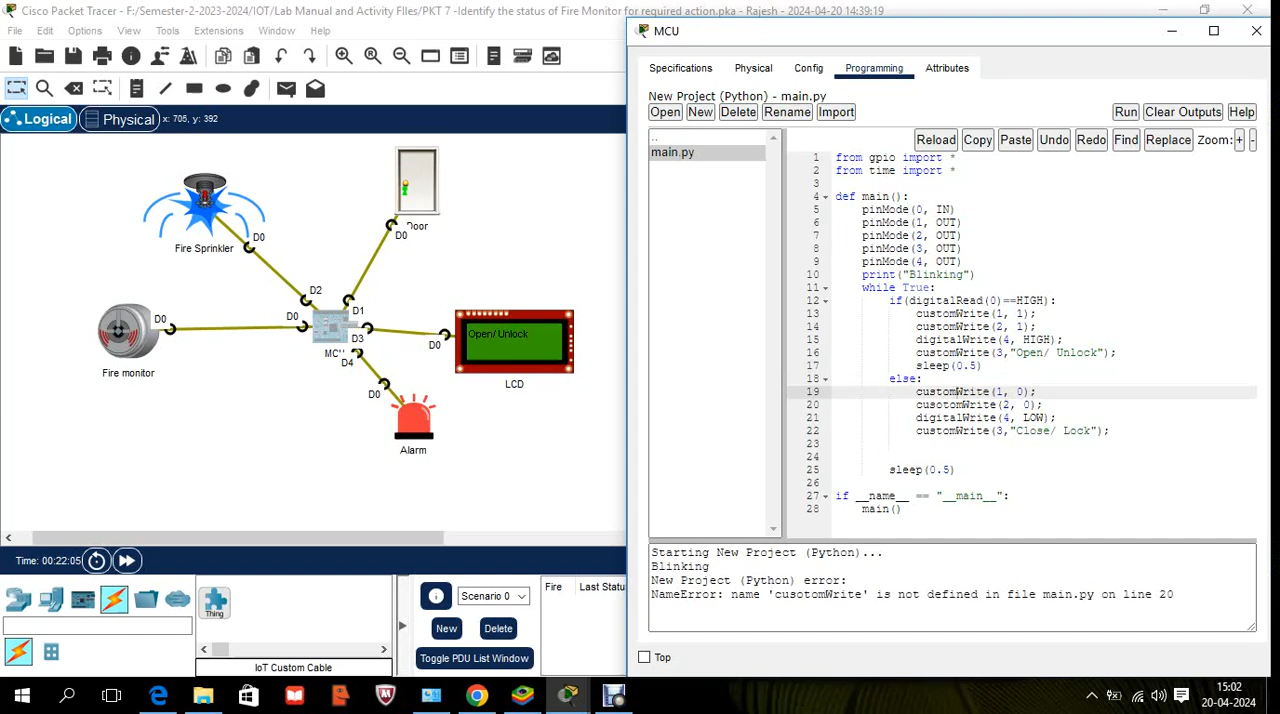 Cisco Packet Tracer - F:/Semester-2-2023-2024/IOT/Lab Manual and Activity FIles/PKT 7 -Identify the status of Fire Monitor for required action.pka - Rajesh - 2024-04-20 14:39:19
File Edit Options View Tools Extensions Window Help
Logical Physical x: 705, y: 392
Fire Sprinkler
D0
Door
D0
D2
D1
D0
D0
Fire monitor
MCU
D3
D4
D0
Open/ Unlock
LCD
D0
Alarm
Time: 00:22:05
Scenario 0
New Delete
Toggle PDU List Window
Fire Last Status
Thing
IoT Custom Cable
MCU
Specifications Physical Config Programming Attributes
New Project (Python) - main.py
Open New Delete Rename Import Run Clear Outputs Help
..
main.py
Reload Copy Paste Undo Redo Find Replace Zoom: + -
1 from gpio import *
2 from time import *
3
4 def main():
5 pinMode(0, IN)
6 pinMode(1, OUT)
7 pinMode(2, OUT)
8 pinMode(3, OUT)
9 pinMode(4, OUT)
10 print("Blinking")
11 while True:
12 if(digitalRead(0)==HIGH):
13 customWrite(1, 1);
14 customWrite(2, 1);
15 digitalWrite(4, HIGH);
16 customWrite(3,"Open/ Unlock");
17 sleep(0.5)
18 else:
19 customWrite(1, 0);
20 cusotomWrite(2, 0);
21 digitalWrite(4, LOW);
22 customWrite(3,"Close/ Lock");
23
24
25 sleep(0.5)
26
27 if __name__ == "__main__":
28 main()
Starting New Project (Python)...
Blinking
New Project (Python) error:
NameError: name 'cusotomWrite' is not defined in file main.py on line 20
Top
15:02
20-04-2024